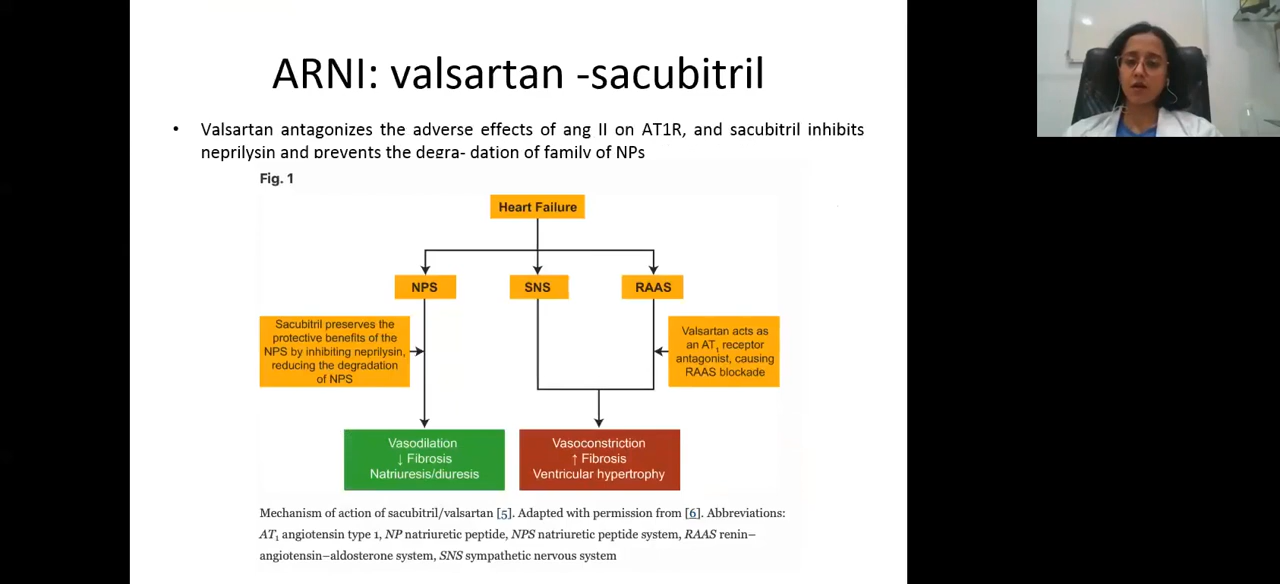 ARNI: valsartan -sacubitril
• Valsartan antagonizes the adverse effects of ang II on AT1R, and sacubitril inhibits
neprilysin and prevents the degra- dation of family of NPs
Fig. 1
Heart Failure
NPS
SNS
RAAS
Sacubitril preserves the
protective benefits of the
NPS by inhibiting neprilysin,
reducing the degradation
of NPS
Valsartan acts as
an AT₁ receptor
antagonist, causing
RAAS blockade
Vasodilation
↓ Fibrosis
Natriuresis/diuresis
Vasoconstriction
↑ Fibrosis
Ventricular hypertrophy
Mechanism of action of sacubitril/valsartan [5]. Adapted with permission from [6]. Abbreviations:
AT₁ angiotensin type 1, NP natriuretic peptide, NPS natriuretic peptide system, RAAS renin–
angiotensin–aldosterone system, SNS sympathetic nervous system